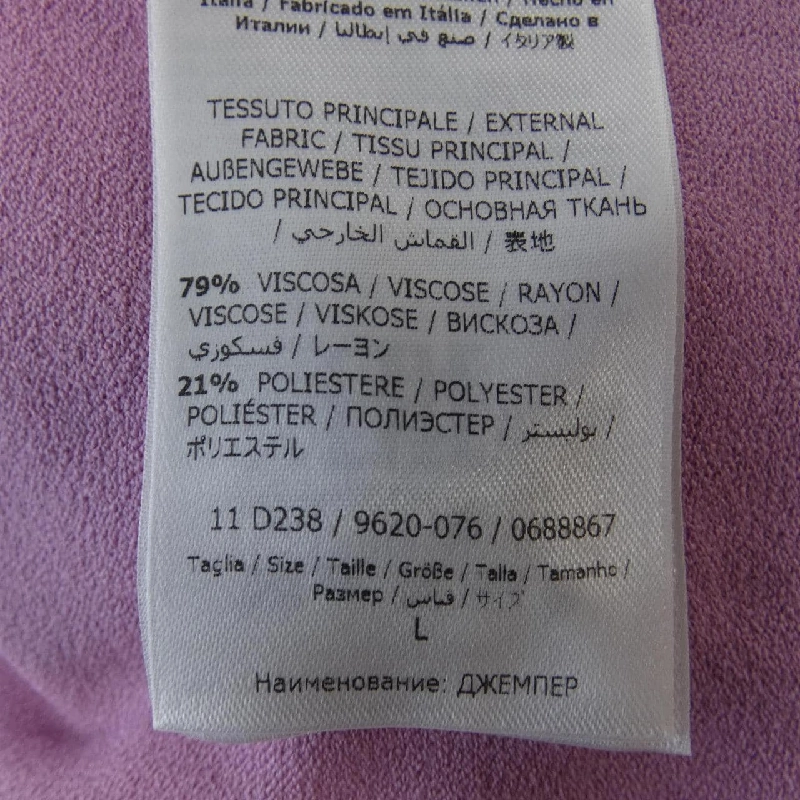 Italia / Fabricado em Itália / Сделано в
Италии / صنع في إيطاليا / イタリア製
TESSUTO PRINCIPALE / EXTERNAL
FABRIC / TISSU PRINCIPAL /
AUßENGEWEBE / TEJIDO PRINCIPAL /
TECIDO PRINCIPAL / ОСНОВНАЯ ТКАНЬ
/ القماش الخارجي / 表地
79% VISCOSA / VISCOSE / RAYON /
VISCOSE / VISKOSE / ВИСКОЗА /
فسكوزي / レーヨン
21% POLIESTERE / POLYESTER /
POLIÉSTER / ПОЛИЭСТЕР / بوليستر /
ポリエステル
11 D238 / 9620-076 / 0688867
Taglia / Size / Taille / Größe / Talla / Tamanho /
Размер / قياس / サイズ
L
Наименование: ДЖЕМПЕР